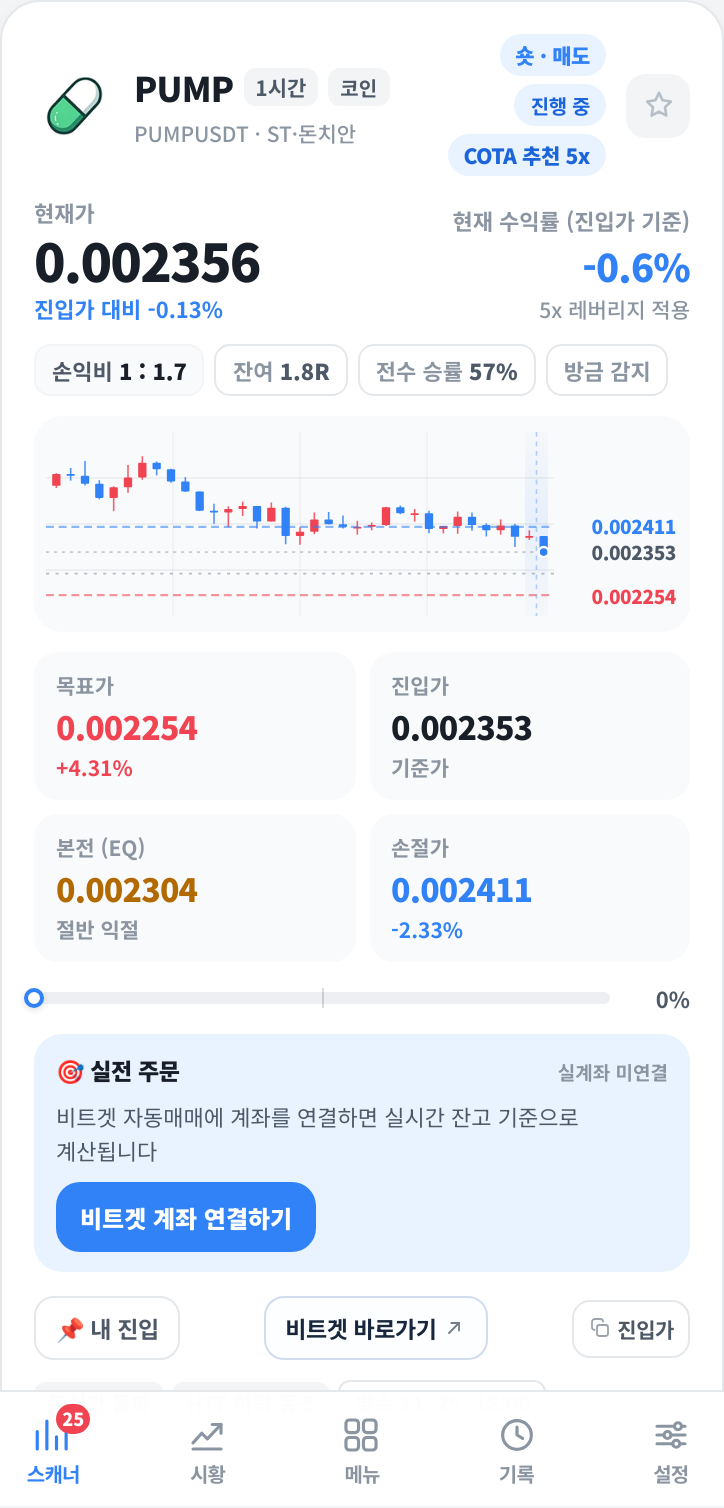 PUMP 1시간 코인
PUMPUSDT · ST·돈치안
숏 · 매도
진행 중
COTA 추천 5x
현재가
0.002356
진입가 대비 -0.13%
현재 수익률 (진입가 기준)
-0.6%
5x 레버리지 적용
손익비 1 : 1.7
잔여 1.8R
전수 승률 57%
방금 감지
0.002411
0.002353
0.002254
목표가
0.002254
+4.31%
진입가
0.002353
기준가
본전 (EQ)
0.002304
절반 익절
손절가
0.002411
-2.33%
0%
🎯 실전 주문
실계좌 미연결
비트겟 자동매매에 계좌를 연결하면 실시간 잔고 기준으로
계산됩니다
비트겟 계좌 연결하기
📌 내 진입
비트겟 바로가기 ↗
진입가
25
스캐너
시황
메뉴
기록
설정